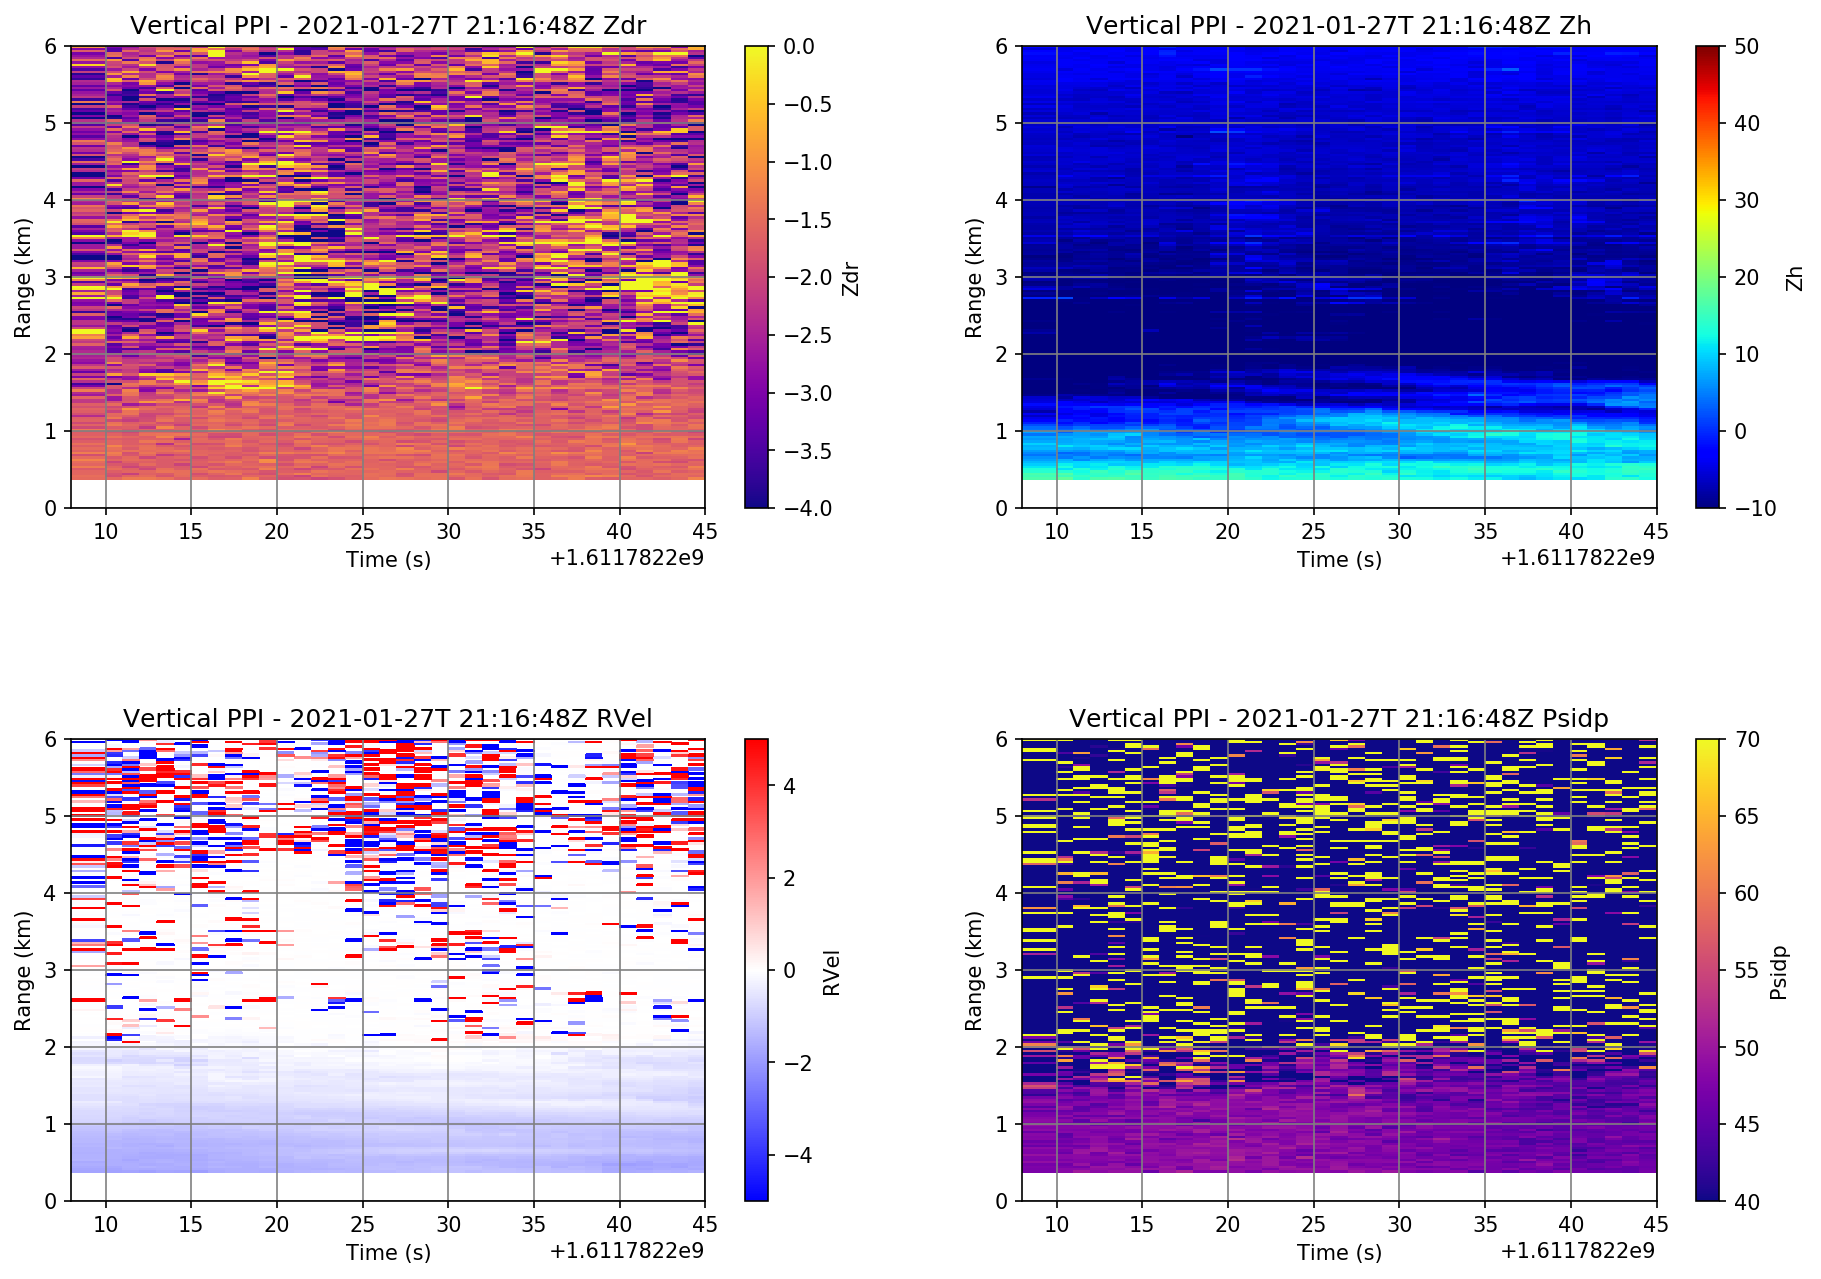 Vertical PPI - 2021-01-27T 21:16:48Z Zdr
6
5
4
3
2
1
0
Range (km)
10 15 20 25 30 35 40 45
Time (s)
+1.6117822e9
0.0
−0.5
−1.0
−1.5
−2.0
−2.5
−3.0
−3.5
−4.0
Zdr
Vertical PPI - 2021-01-27T 21:16:48Z Zh
6
5
4
3
2
1
0
Range (km)
10 15 20 25 30 35 40 45
Time (s)
+1.6117822e9
50
40
30
20
10
0
−10
Zh
Vertical PPI - 2021-01-27T 21:16:48Z RVel
6
5
4
3
2
1
0
Range (km)
10 15 20 25 30 35 40 45
Time (s)
+1.6117822e9
4
2
0
−2
−4
RVel
Vertical PPI - 2021-01-27T 21:16:48Z Psidp
6
5
4
3
2
1
0
Range (km)
10 15 20 25 30 35 40 45
Time (s)
+1.6117822e9
70
65
60
55
50
45
40
Psidp